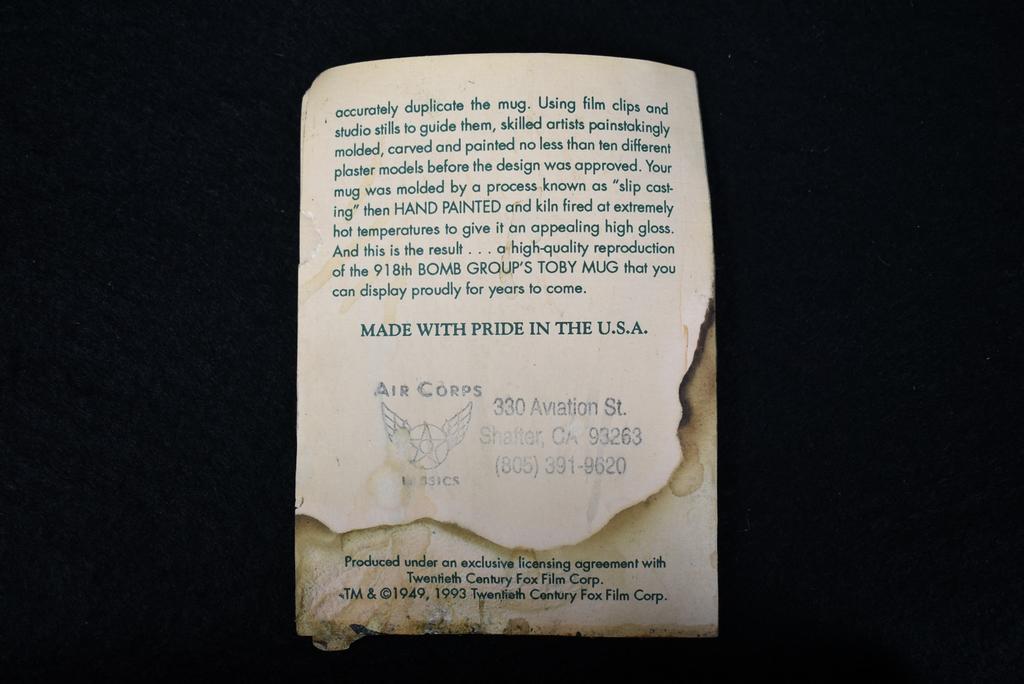 accurately duplicate the mug. Using film clips and
studio stills to guide them, skilled artists painstakingly
molded, carved and painted no less than ten different
plaster models before the design was approved. Your
mug was molded by a process known as "slip cast-
ing" then HAND PAINTED and kiln fired at extremely
hot temperatures to give it an appealing high gloss.
And this is the result . . . a high-quality reproduction
of the 918th BOMB GROUP'S TOBY MUG that you
can display proudly for years to come.
MADE WITH PRIDE IN THE U.S.A.
AIR CORPS
330 Aviation St.
Shafter, CA 93263
(805) 391-9620
Produced under an exclusive licensing agreement with
Twentieth Century Fox Film Corp.
TM & ©1949, 1993 Twentieth Century Fox Film Corp.